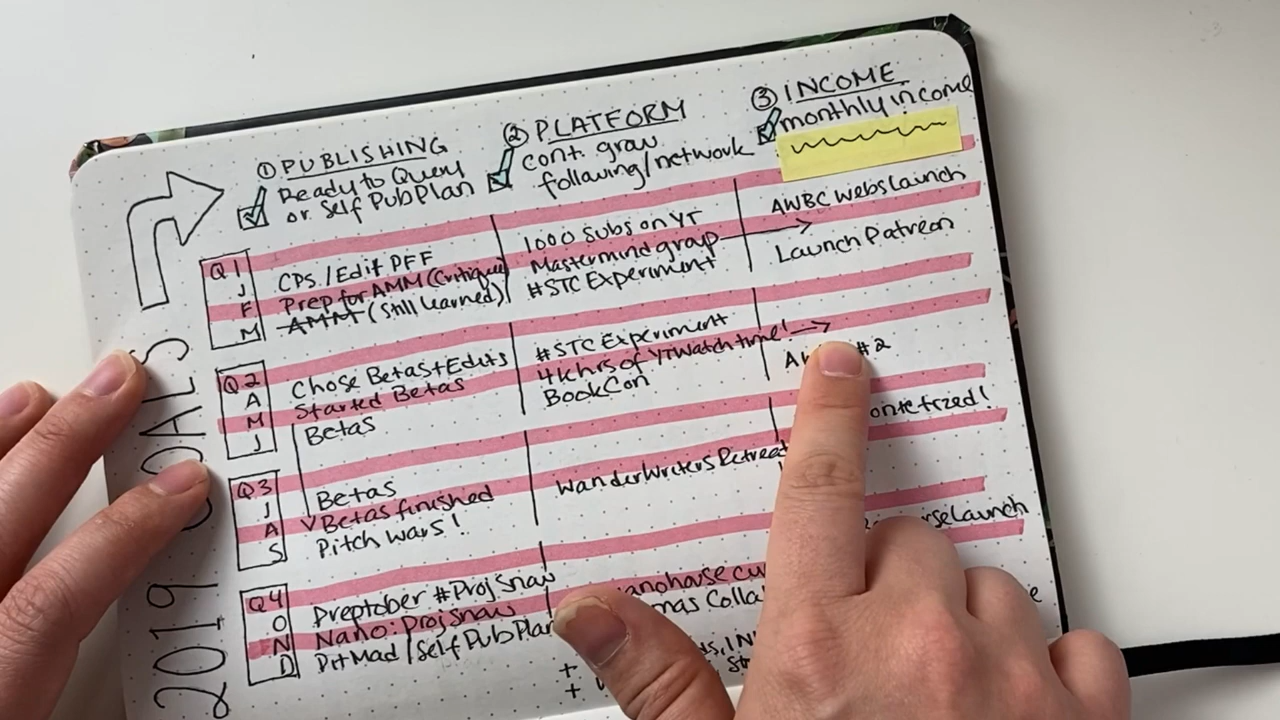 2019 GOALS
① PUBLISHING
Ready to Query
or Self Pub Plan
② PLATFORM
cont. grow
following/network
③ INCOME
monthly income
Q1
J
F
M
CPs./Edit PFF
Prep for AMM (Critique)
AMM (Still learned)
1000 subs on YT
Mastermind group →
#STC Experiment
AWBC webs launch
Launch Patreon
Q2
A
M
J
Chose Betas + Edits
Started Betas
Betas
#STC Experiment
4k hrs of YT Watch time! →
BookCon
#2
Q3
J
A
S
Betas
Betas finished
Pitch wars!
WanderWriters Retreat
Launch
Q4
O
N
D
Preptober #ProjSnow
Nano: ProjSnow
PitMad / Self Pub Plan
+
+